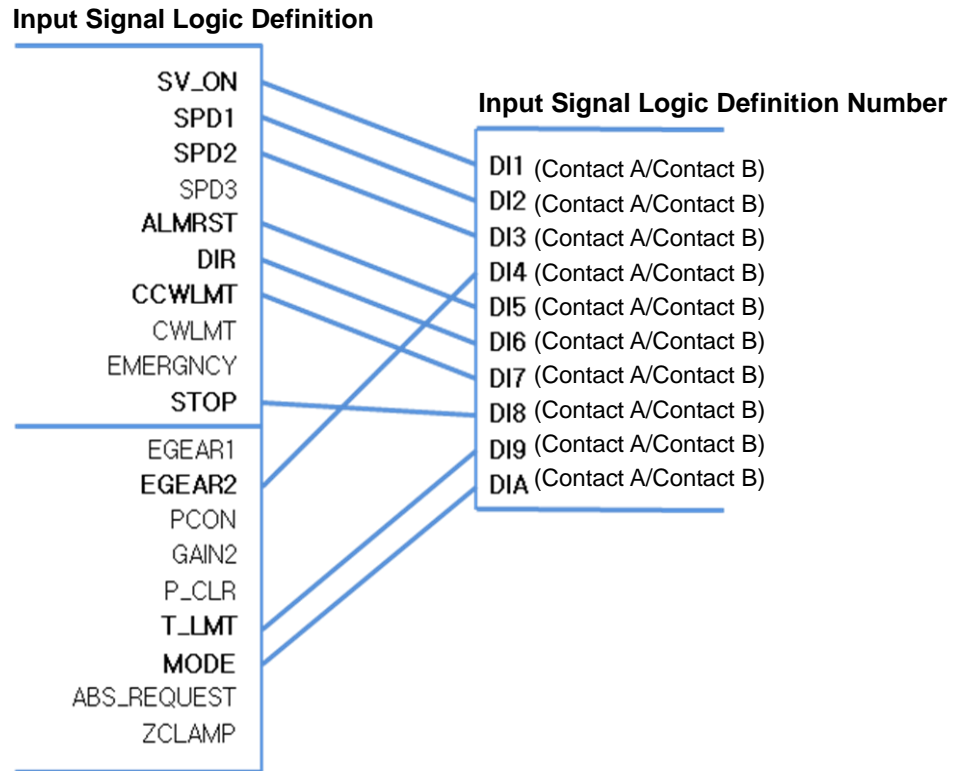 Input Signal Logic Definition
SV_ON
SPD1
SPD2
SPD3
ALMRST
DIR
CCWLMT
CWLMT
EMERGNCY
STOP
EGEAR1
EGEAR2
PCON
GAIN2
P_CLR
T_LMT
MODE
ABS_REQUEST
ZCLAMP
Input Signal Logic Definition Number
DI1 (Contact A/Contact B)
DI2 (Contact A/Contact B)
DI3 (Contact A/Contact B)
DI4 (Contact A/Contact B)
DI5 (Contact A/Contact B)
DI6 (Contact A/Contact B)
DI7 (Contact A/Contact B)
DI8 (Contact A/Contact B)
DI9 (Contact A/Contact B)
DIA (Contact A/Contact B)